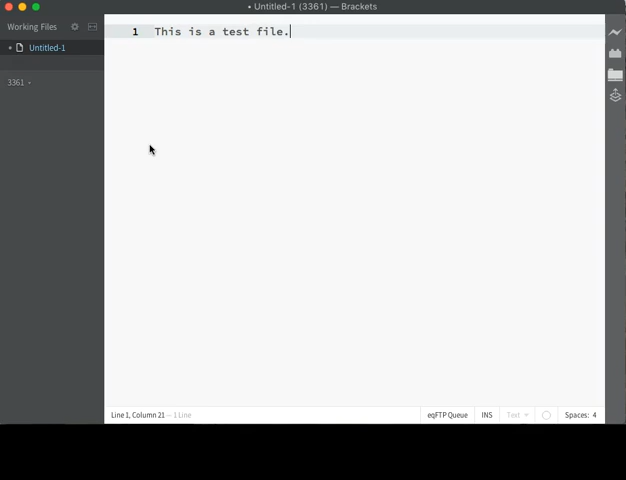 • Untitled-1 (3361) — Brackets
Working Files
• Untitled-1
3361
1 This is a test file.
Line 1, Column 21 — 1 Line
eqFTP Queue INS Text Spaces: 4